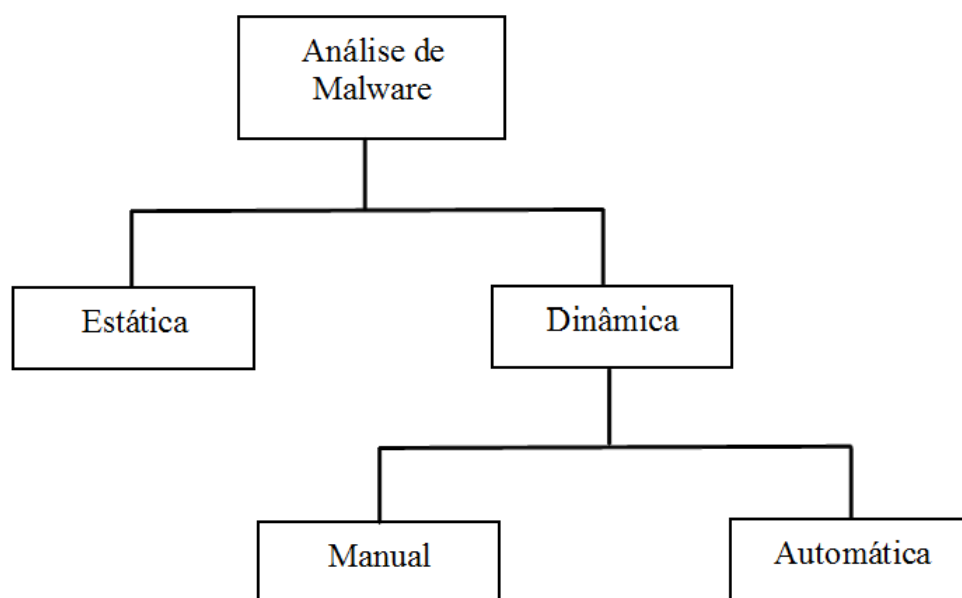 Análise de
Malware
Estática
Dinâmica
Manual
Automática